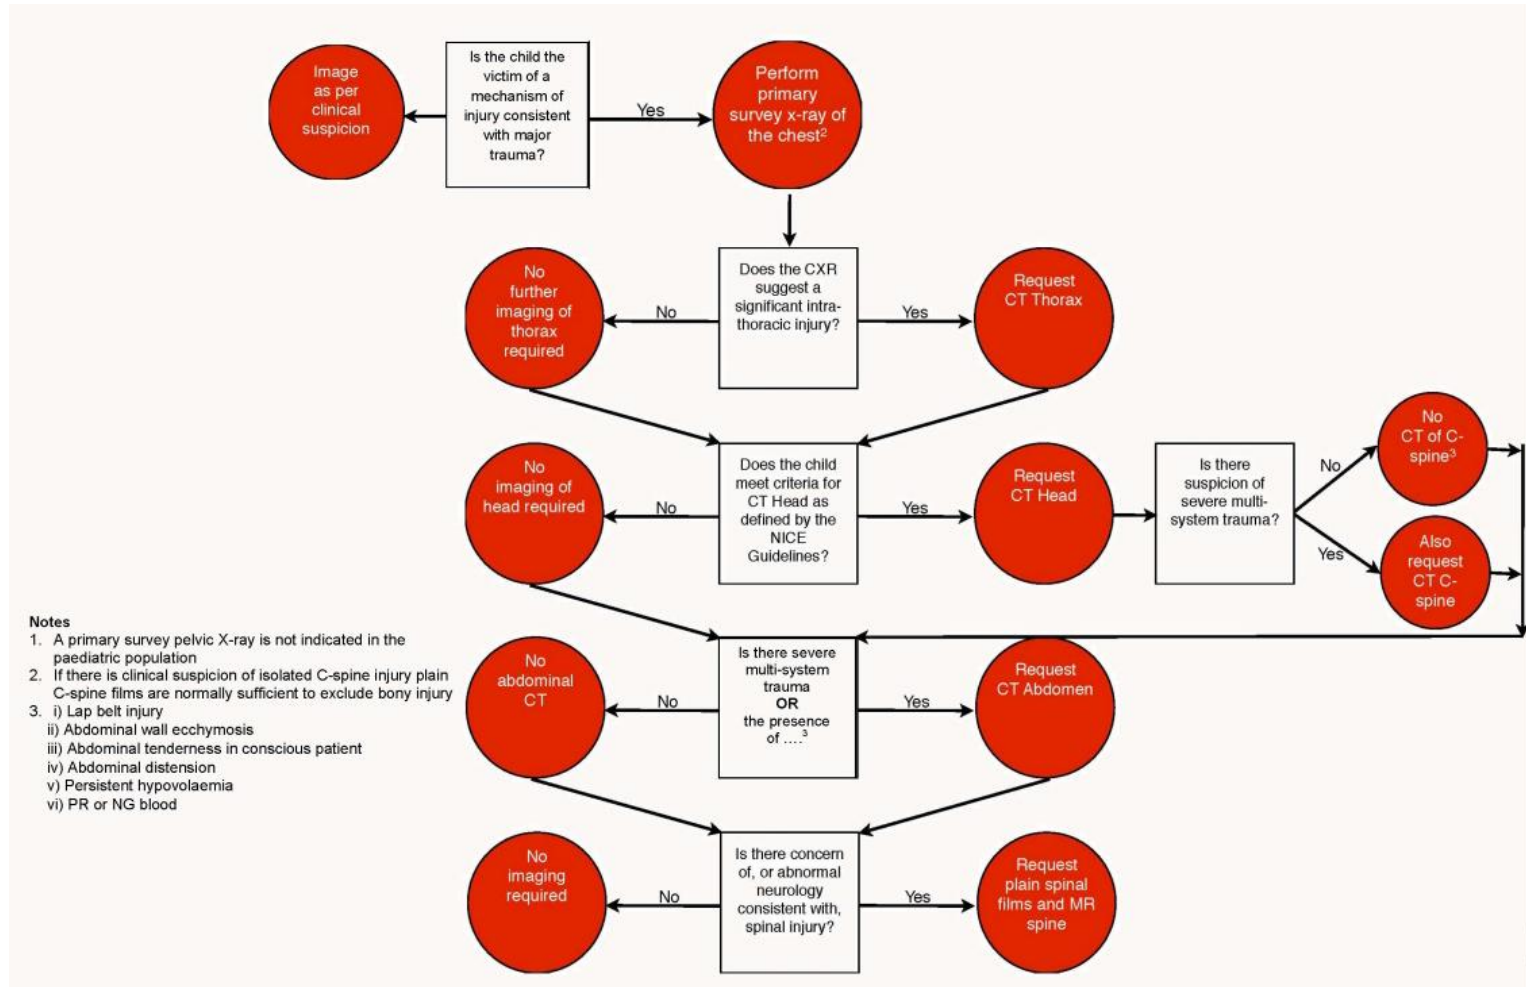 Image
as per
clinical
suspicion
Is the child the
victim of a
mechanism of
injury consistent
with major
trauma?
Yes
Perform
primary
survey x-ray of
the chest²
No
further
imaging of
thorax
required
No
Does the CXR
suggest a
significant intra-
thoracic injury?
Yes
Request
CT Thorax
No
imaging of
head required
No
Does the child
meet criteria for
CT Head as
defined by the
NICE
Guidelines?
Yes
Request
CT Head
Is there
suspicion of
severe multi-
system trauma?
No
No
CT of C-
spine³
Yes
Also
request
CT C-
spine
Notes
1. A primary survey pelvic X-ray is not indicated in the
paediatric population
2. If there is clinical suspicion of isolated C-spine injury plain
C-spine films are normally sufficient to exclude bony injury
3. i) Lap belt injury
ii) Abdominal wall ecchymosis
iii) Abdominal tenderness in conscious patient
iv) Abdominal distension
v) Persistent hypovolaemia
vi) PR or NG blood
No
abdominal
CT
No
Is there severe
multi-system
trauma
OR
the presence
of ....³
Yes
Request
CT Abdomen
No
imaging
required
No
Is there concern
of, or abnormal
neurology
consistent with,
spinal injury?
Yes
Request
plain spinal
films and MR
spine